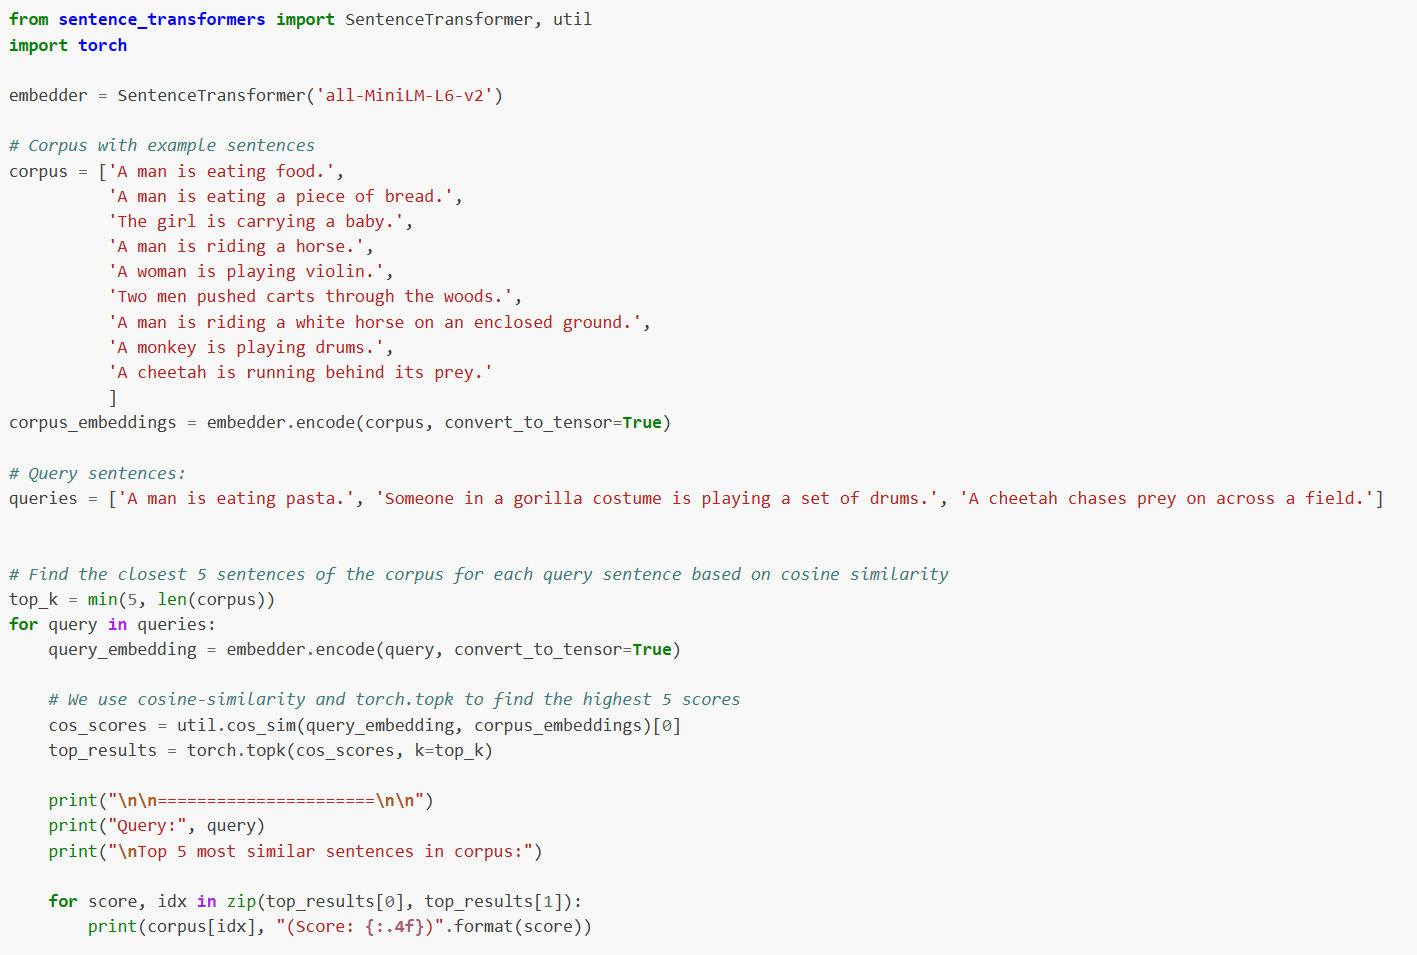 from sentence_transformers import SentenceTransformer, util
import torch

embedder = SentenceTransformer('all-MiniLM-L6-v2')

# Corpus with example sentences
corpus = ['A man is eating food.',
          'A man is eating a piece of bread.',
          'The girl is carrying a baby.',
          'A man is riding a horse.',
          'A woman is playing violin.',
          'Two men pushed carts through the woods.',
          'A man is riding a white horse on an enclosed ground.',
          'A monkey is playing drums.',
          'A cheetah is running behind its prey.'
          ]
corpus_embeddings = embedder.encode(corpus, convert_to_tensor=True)

# Query sentences:
queries = ['A man is eating pasta.', 'Someone in a gorilla costume is playing a set of drums.', 'A cheetah chases prey on across a field.']


# Find the closest 5 sentences of the corpus for each query sentence based on cosine similarity
top_k = min(5, len(corpus))
for query in queries:
    query_embedding = embedder.encode(query, convert_to_tensor=True)

    # We use cosine-similarity and torch.topk to find the highest 5 scores
    cos_scores = util.cos_sim(query_embedding, corpus_embeddings)[0]
    top_results = torch.topk(cos_scores, k=top_k)

    print("\n\n======================\n\n")
    print("Query:", query)
    print("\nTop 5 most similar sentences in corpus:")

    for score, idx in zip(top_results[0], top_results[1]):
        print(corpus[idx], "(Score: {:.4f})".format(score))